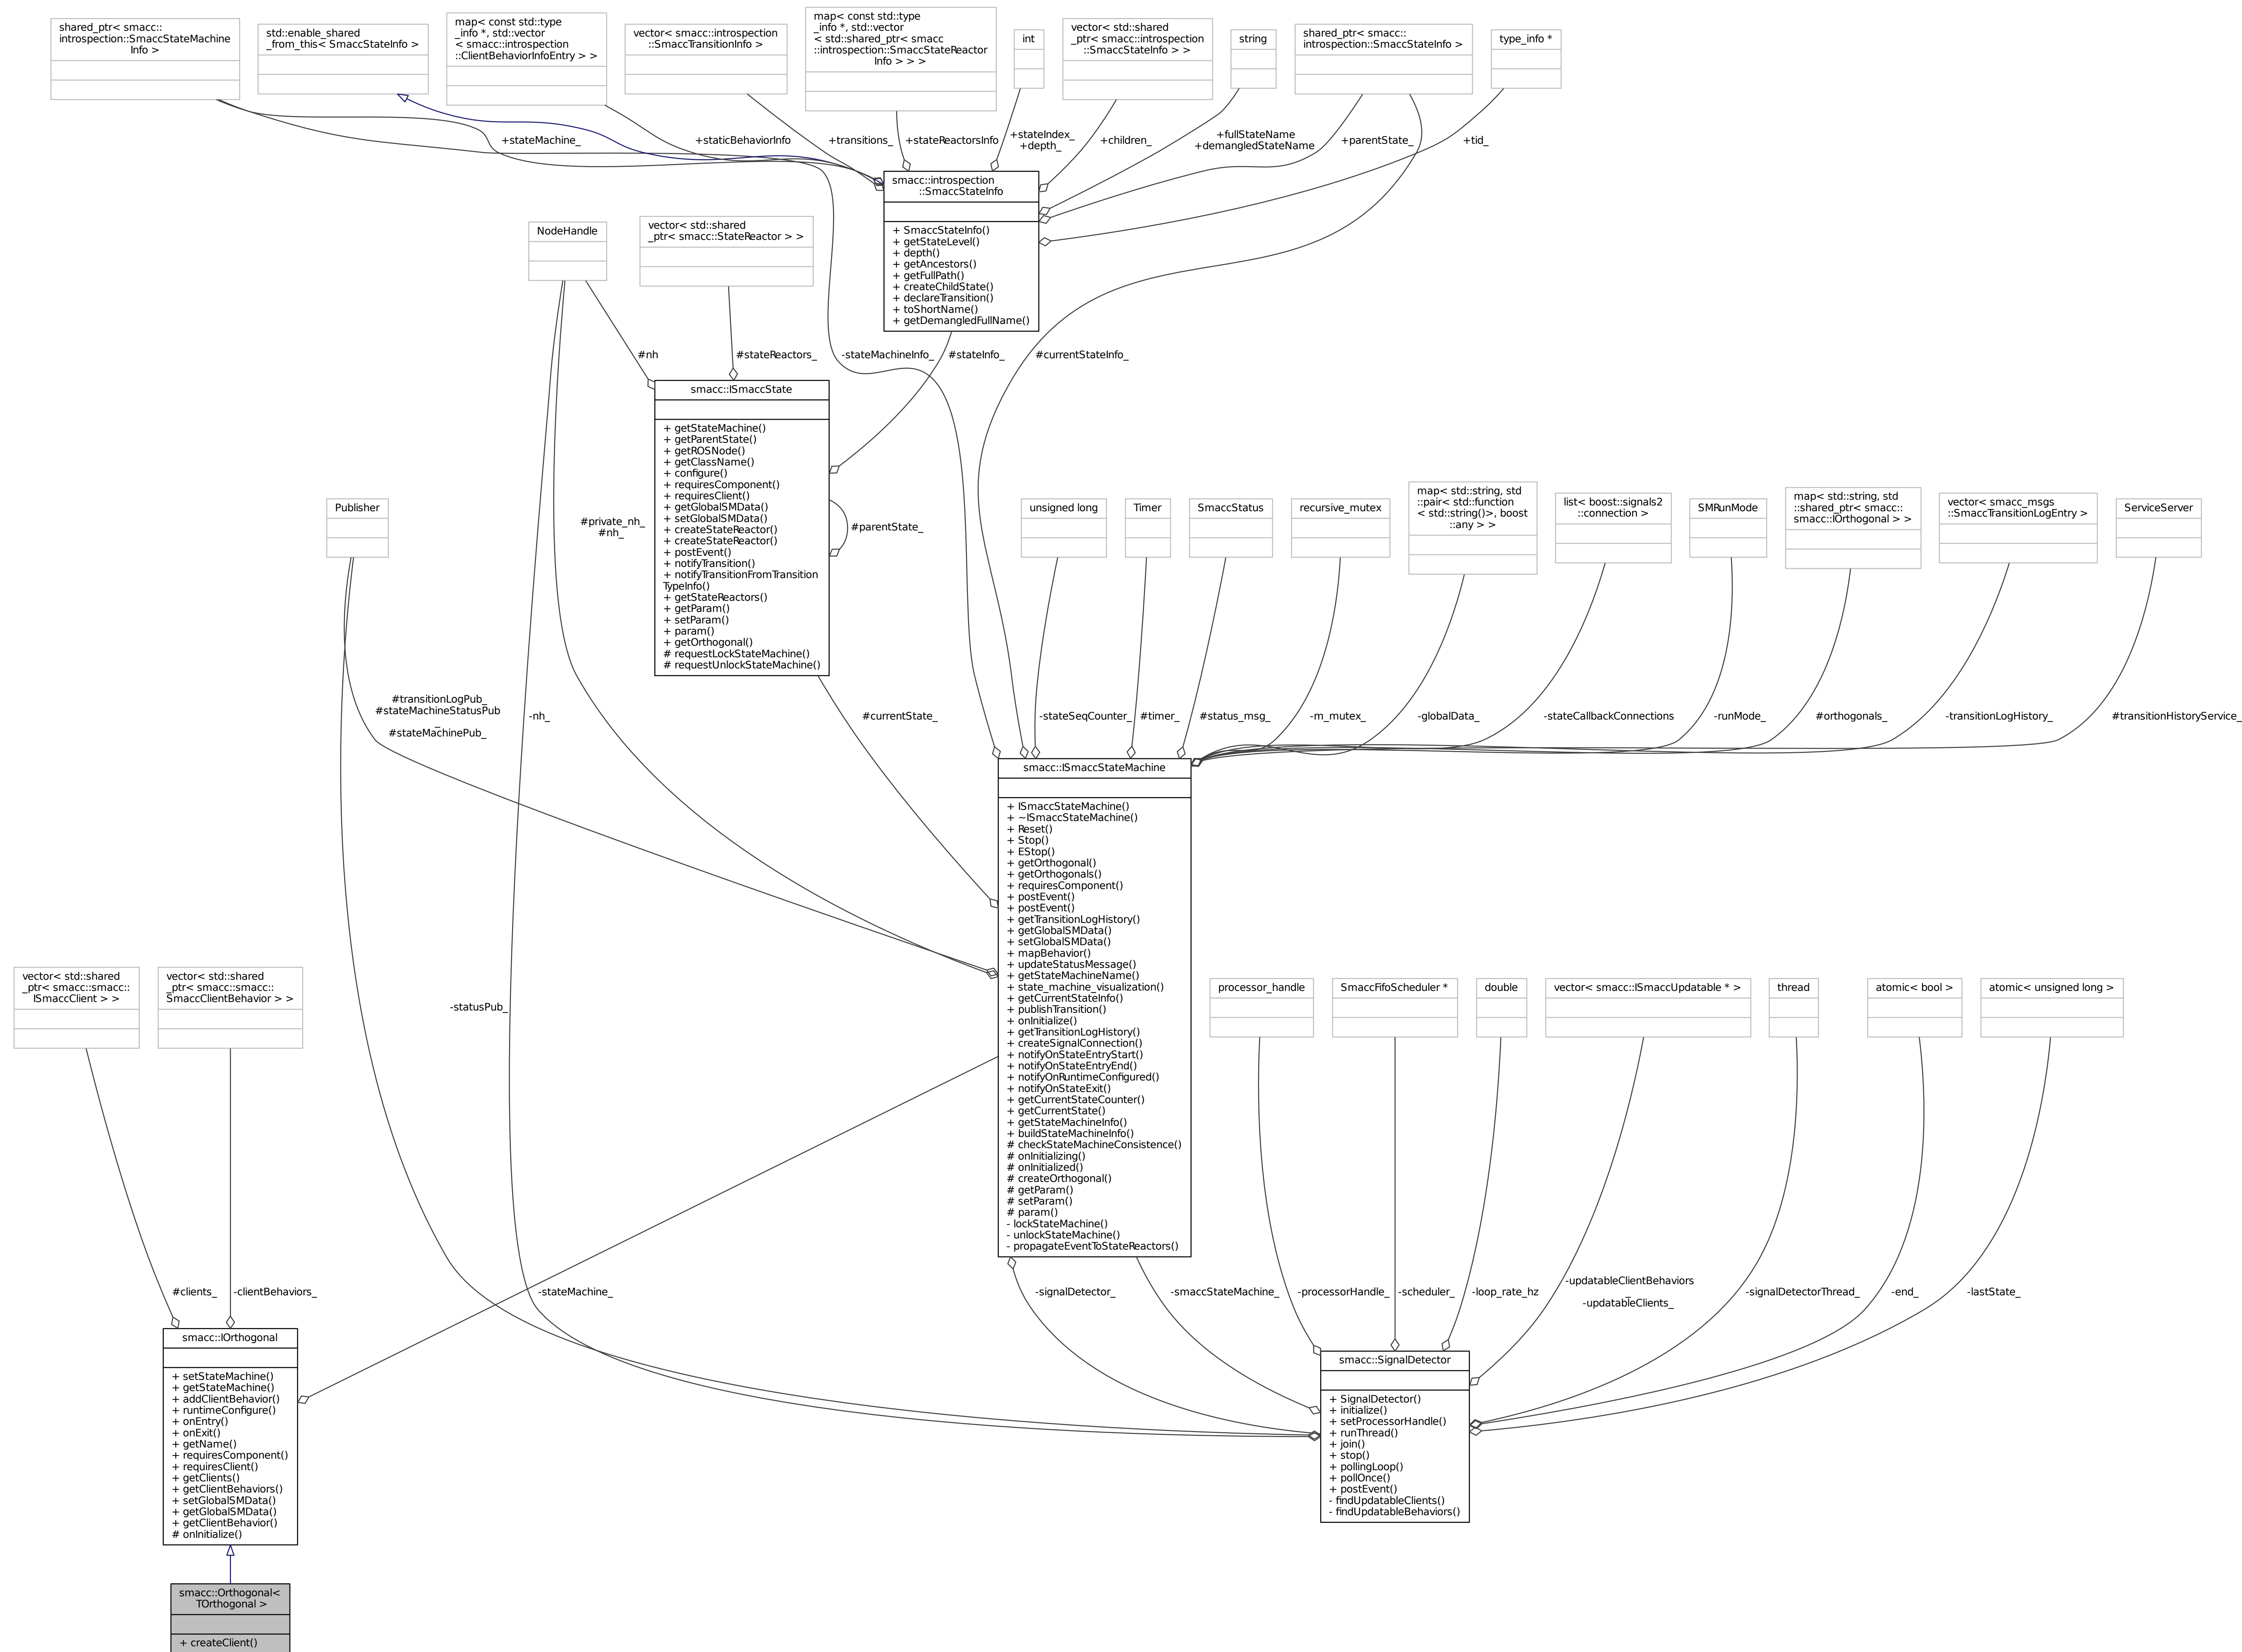 shared_ptr< smacc::
introspection::SmaccStateMachine
Info >
std::enable_shared
_from_this< SmaccStateInfo >
map< const std::type
_info *, std::vector
< smacc::introspection
::ClientBehaviorInfoEntry > >
vector< smacc::introspection
::SmaccTransitionInfo >
map< const std::type
_info *, std::vector
< std::shared_ptr< smacc
::introspection::SmaccStateReactor
Info > > >
int
vector< std::shared
_ptr< smacc::introspection
::SmaccStateInfo > >
string
shared_ptr< smacc::
introspection::SmaccStateInfo >
type_info *
+stateMachine_
+staticBehaviorInfo
+transitions_
+stateReactorsInfo
+stateIndex_
+depth_
+children_
+fullStateName
+demangledStateName
+parentState_
+tid_
smacc::introspection
::SmaccStateInfo
+ SmaccStateInfo()
+ getStateLevel()
+ depth()
+ getAncestors()
+ getFullPath()
+ createChildState()
+ declareTransition()
+ toShortName()
+ getDemangledFullName()
NodeHandle
vector< std::shared
_ptr< smacc::StateReactor > >
#nh
#stateReactors_
-stateMachineInfo_
#stateInfo_
#currentStateInfo_
smacc::ISmaccState
+ getStateMachine()
+ getParentState()
+ getROSNode()
+ getClassName()
+ configure()
+ requiresComponent()
+ requiresClient()
+ getGlobalSMData()
+ setGlobalSMData()
+ createStateReactor()
+ createStateReactor()
+ postEvent()
+ notifyTransition()
+ notifyTransitionFromTransition
TypeInfo()
+ getStateReactors()
+ getParam()
+ setParam()
+ param()
+ getOrthogonal()
# requestLockStateMachine()
# requestUnlockStateMachine()
#parentState_
Publisher
#private_nh_
#nh_
unsigned long
Timer
SmaccStatus
recursive_mutex
map< std::string, std
::pair< std::function
< std::string()>, boost
::any > >
list< boost::signals2
::connection >
SMRunMode
map< std::string, std
::shared_ptr< smacc::
smacc::IOrthogonal > >
vector< smacc_msgs
::SmaccTransitionLogEntry >
ServiceServer
#transitionLogPub_
#stateMachineStatusPub
_
#stateMachinePub_
-nh_
#currentState_
-stateSeqCounter_
#timer_
#status_msg_
-m_mutex_
-globalData_
-stateCallbackConnections
-runMode_
#orthogonals_
-transitionLogHistory_
#transitionHistoryService_
smacc::ISmaccStateMachine
+ ISmaccStateMachine()
+ ~ISmaccStateMachine()
+ Reset()
+ Stop()
+ EStop()
+ getOrthogonal()
+ getOrthogonals()
+ requiresComponent()
+ postEvent()
+ postEvent()
+ getTransitionLogHistory()
+ getGlobalSMData()
+ setGlobalSMData()
+ mapBehavior()
+ updateStatusMessage()
+ getStateMachineName()
+ state_machine_visualization()
+ getCurrentStateInfo()
+ publishTransition()
+ onInitialize()
+ getTransitionLogHistory()
+ createSignalConnection()
+ notifyOnStateEntryStart()
+ notifyOnStateEntryEnd()
+ notifyOnRuntimeConfigured()
+ notifyOnStateExit()
+ getCurrentStateCounter()
+ getCurrentState()
+ getStateMachineInfo()
+ buildStateMachineInfo()
# checkStateMachineConsistence()
# onInitializing()
# onInitialized()
# createOrthogonal()
# getParam()
# setParam()
# param()
- lockStateMachine()
- unlockStateMachine()
- propagateEventToStateReactors()
vector< std::shared
_ptr< smacc::smacc::
ISmaccClient > >
vector< std::shared
_ptr< smacc::smacc::
SmaccClientBehavior > >
-statusPub_
processor_handle
SmaccFifoScheduler *
double
vector< smacc::ISmaccUpdatable * >
thread
atomic< bool >
atomic< unsigned long >
#clients_
-clientBehaviors_
-stateMachine_
-signalDetector_
-smaccStateMachine_
-processorHandle_
-scheduler_
-loop_rate_hz
-updatableClientBehaviors
_
-updatableClients_
-signalDetectorThread_
-end_
-lastState_
smacc::IOrthogonal
+ setStateMachine()
+ getStateMachine()
+ addClientBehavior()
+ runtimeConfigure()
+ onEntry()
+ onExit()
+ getName()
+ requiresComponent()
+ requiresClient()
+ getClients()
+ getClientBehaviors()
+ setGlobalSMData()
+ getGlobalSMData()
+ getClientBehavior()
# onInitialize()
smacc::SignalDetector
+ SignalDetector()
+ initialize()
+ setProcessorHandle()
+ runThread()
+ join()
+ stop()
+ pollingLoop()
+ pollOnce()
+ postEvent()
- findUpdatableClients()
- findUpdatableBehaviors()
smacc::Orthogonal<
TOrthogonal >
+ createClient()